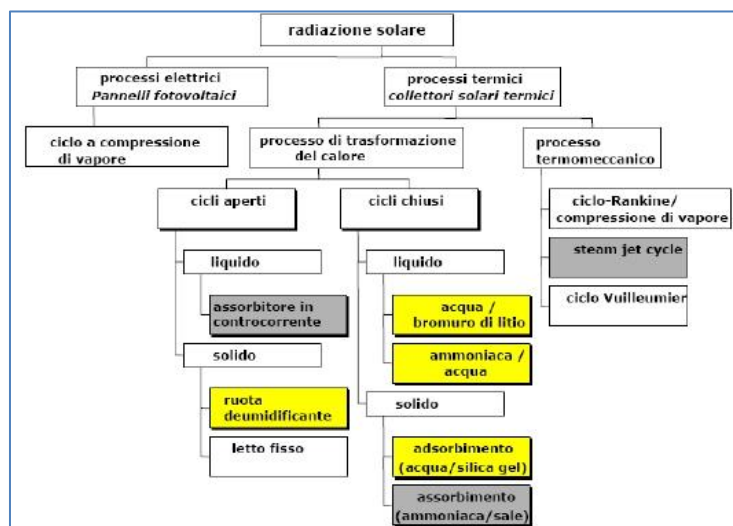 radiazione solare
processi elettrici
Pannelli fotovoltaici
processi termici
collettori solari termici
ciclo a compressione
di vapore
processo di trasformazione
del calore
processo
termomeccanico
cicli aperti
cicli chiusi
ciclo-Rankine/
compressione di vapore
steam jet cycle
ciclo Vuilleumier
liquido
assorbitore in
controcorrente
solido
ruota
deumidificante
letto fisso
liquido
acqua /
bromuro di litio
ammoniaca /
acqua
solido
adsorbimento
(acqua/silica gel)
assorbimento
(ammoniaca/sale)